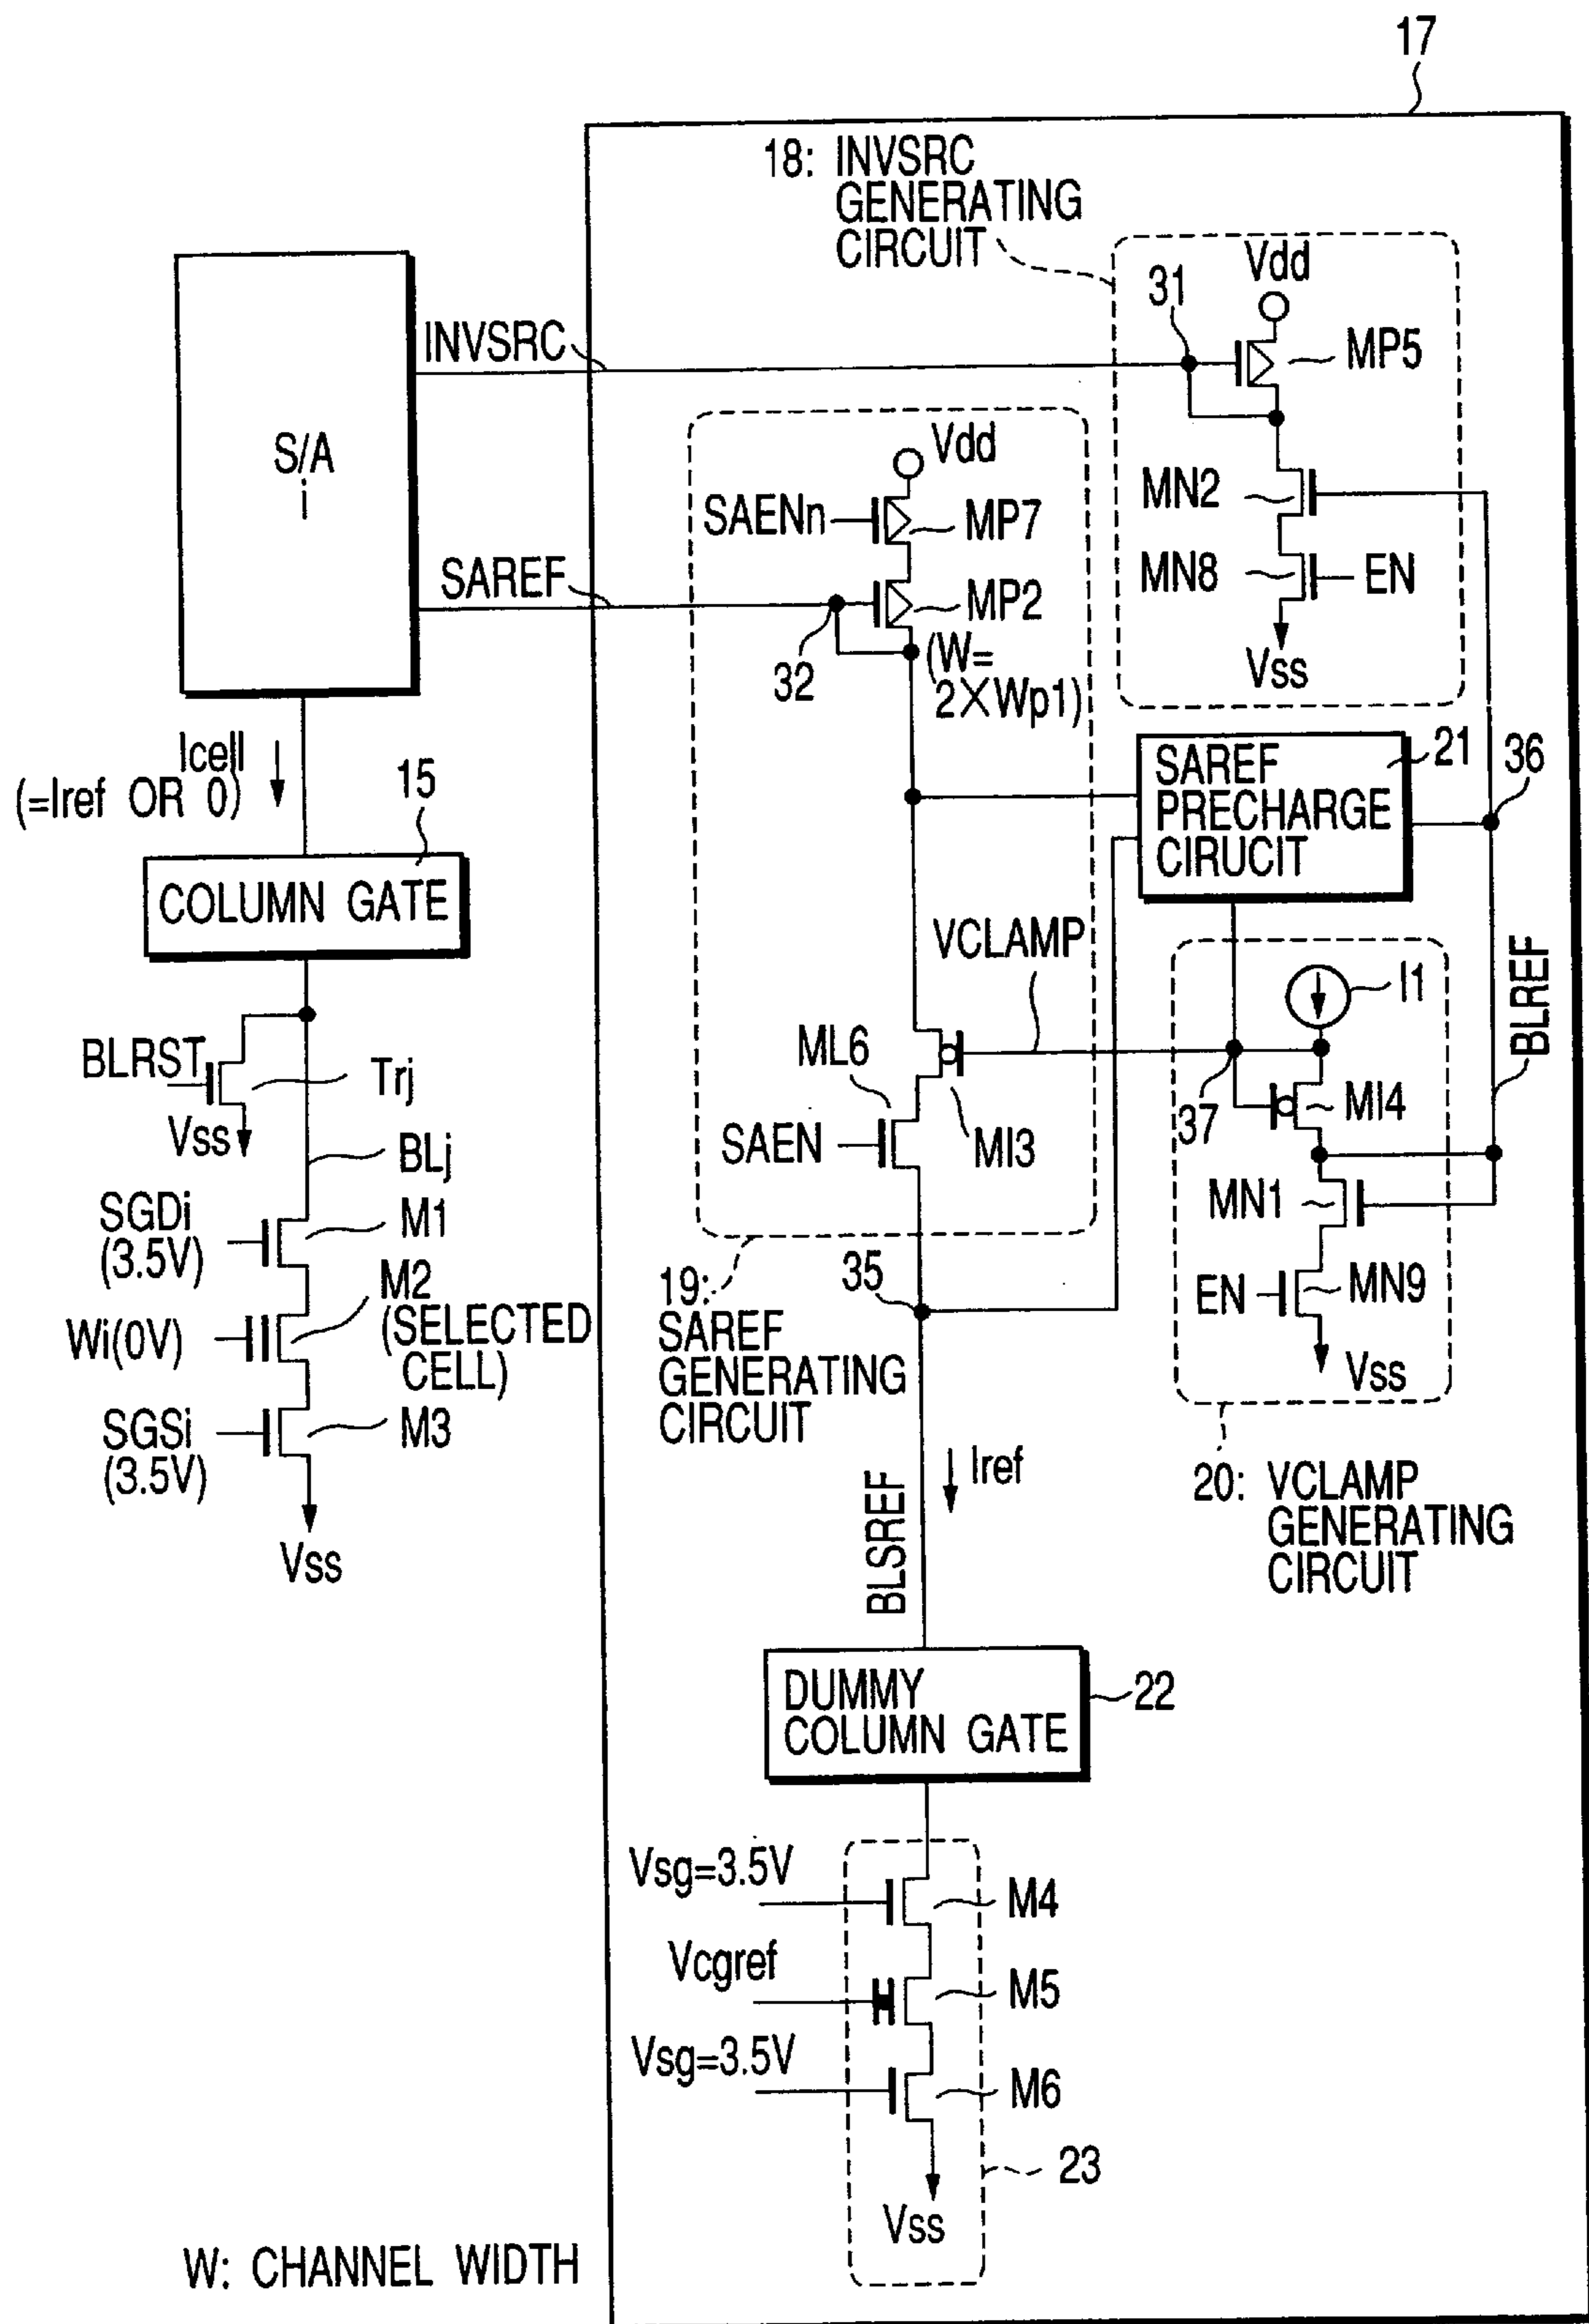 17
18: INVSRC
GENERATING
CIRCUIT
Vdd
31
INVSRC
MP5
S/A
i
Vdd
SAENn
MP7
MN2
SAREF
MP2
MN8
EN
32
(W=
2×Wp1)
Vss
Icell
(=Iref OR 0)
15
SAREF
PRECHARGE
CIRUCIT
21
36
COLUMN GATE
VCLAMP
I1
BLREF
BLRST
Trj
Vss
ML6
37
MI4
SAEN
MI3
BLj
SGDi
(3.5V)
M1
MN1
M2
(SELECTED
CELL)
Wi(0V)
19:
SAREF
GENERATING
CIRCUIT
35
EN
MN9
Vss
SGSi
(3.5V)
M3
Vss
Iref
BLSREF
20: VCLAMP
GENERATING
CIRCUIT
DUMMY
COLUMN GATE
22
Vsg=3.5V
M4
Vcgref
M5
Vsg=3.5V
M6
23
Vss
W: CHANNEL WIDTH